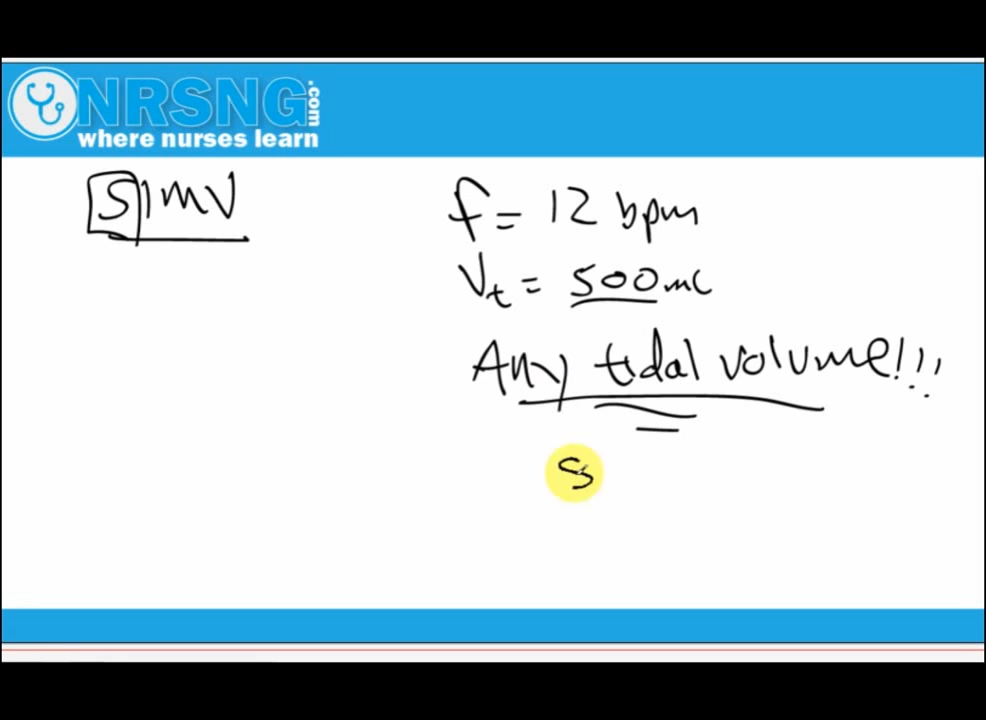 NRSNG.com
where nurses learn
SIMV
f = 12 bpm
Vt = 500mL
Any tidal volume!!!
S